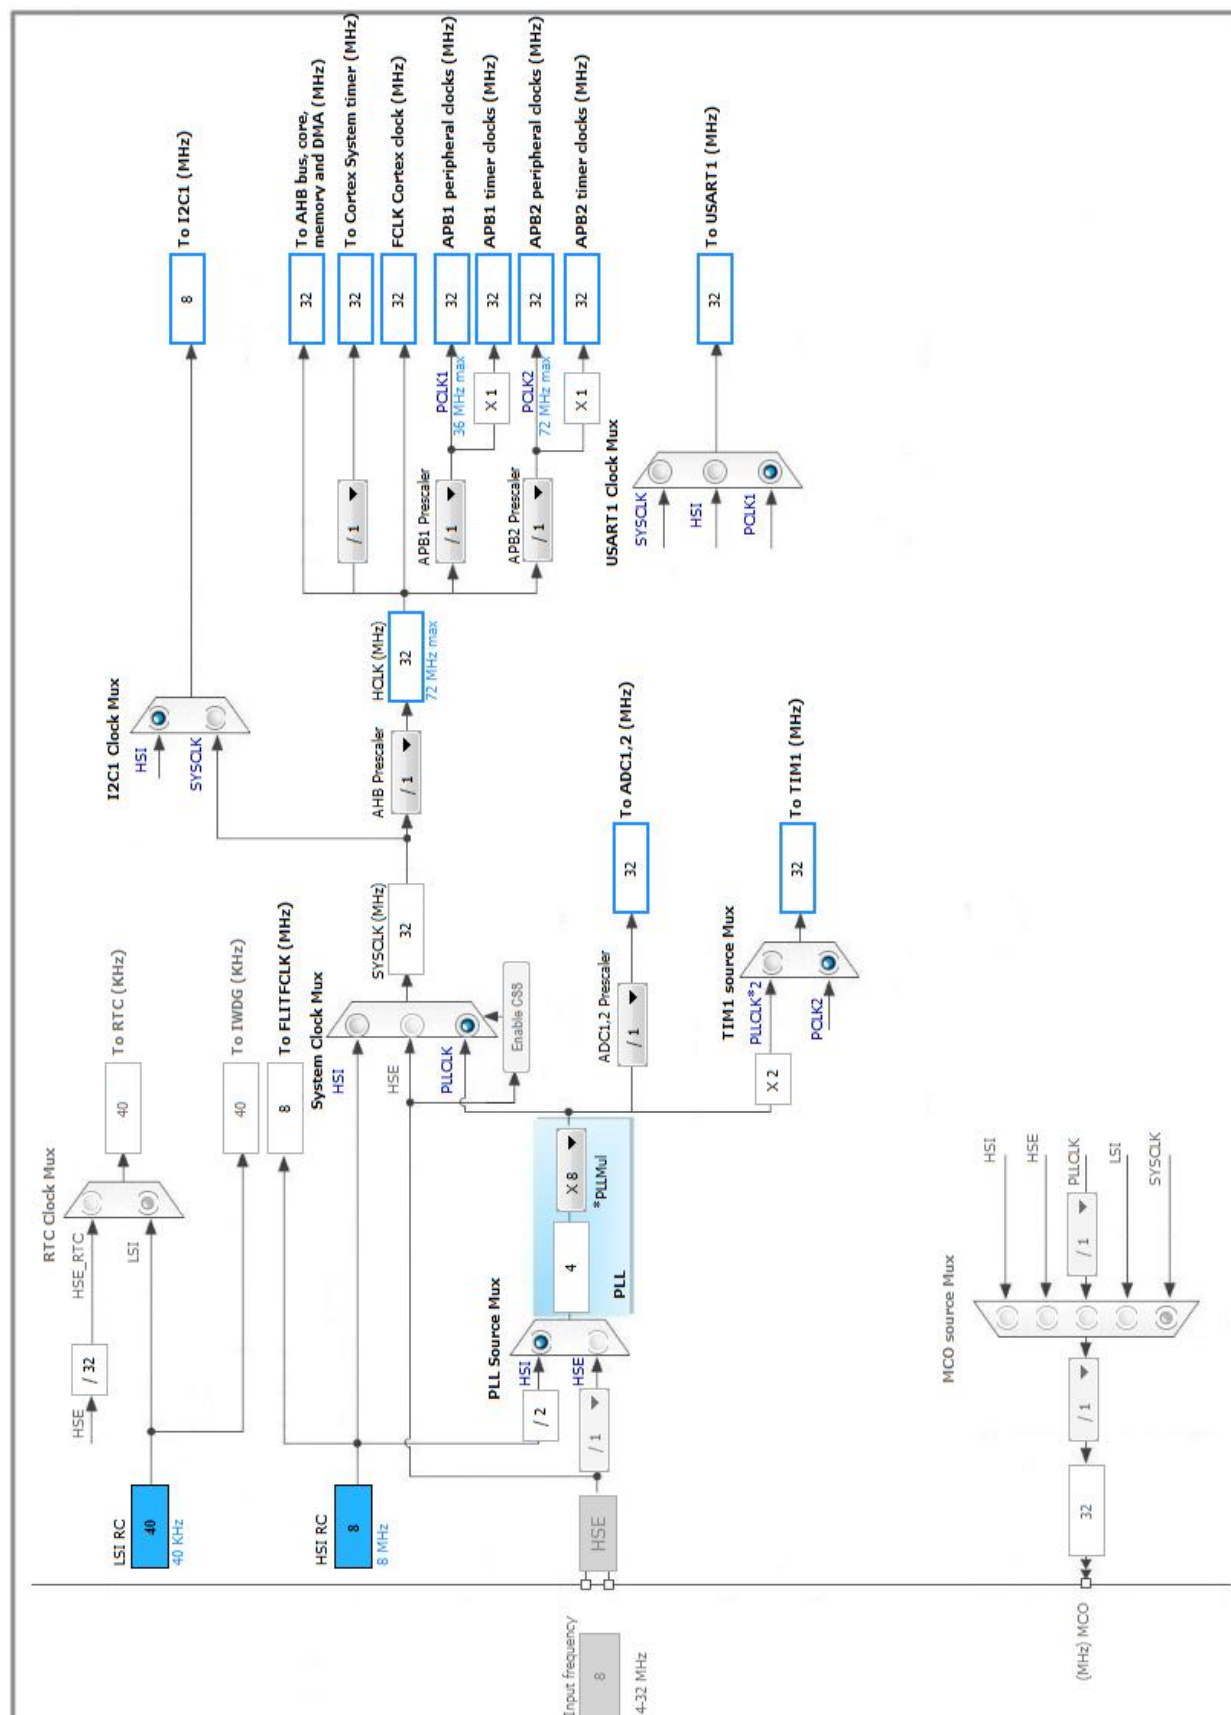 RTC Clock Mux
HSE
/ 32
HSE_RTC
LSI
40
To RTC (KHz)
LSI RC
40
40 KHz
40
To IWDG (KHz)
8
To FLITFCLK (MHz)
HSI RC
8
8 MHz
I2C1 Clock Mux
HSI
SYSCLK
8
To I2C1 (MHz)
System Clock Mux
HSI
HSE
PLLCLK
Enable CSS
SYSCLK (MHz)
32
AHB Prescaler
/ 1
HCLK (MHz)
32
72 MHz max
32
To AHB bus, core,
memory and DMA (MHz)
/ 1
32
To Cortex System timer (MHz)
32
FCLK Cortex clock (MHz)
APB1 Prescaler
/ 1
PCLK1
36 MHz max
32
APB1 peripheral clocks (MHz)
X 1
32
APB1 timer clocks (MHz)
APB2 Prescaler
/ 1
PCLK2
72 MHz max
32
APB2 peripheral clocks (MHz)
X 1
32
APB2 timer clocks (MHz)
PLL Source Mux
/ 2
HSI
HSE
/ 1
4
X 8
*PLLMul
PLL
Input frequency
8
4-32 MHz
HSE
ADC1,2 Prescaler
/ 1
32
To ADC1,2 (MHz)
TIM1 source Mux
X 2
PLLCLK*2
PCLK2
32
To TIM1 (MHz)
USART1 Clock Mux
SYSCLK
HSI
PCLK1
32
To USART1 (MHz)
MCO source Mux
(MHz) MCO
32
/ 1
HSI
HSE
/ 1
PLLCLK
LSI
SYSCLK